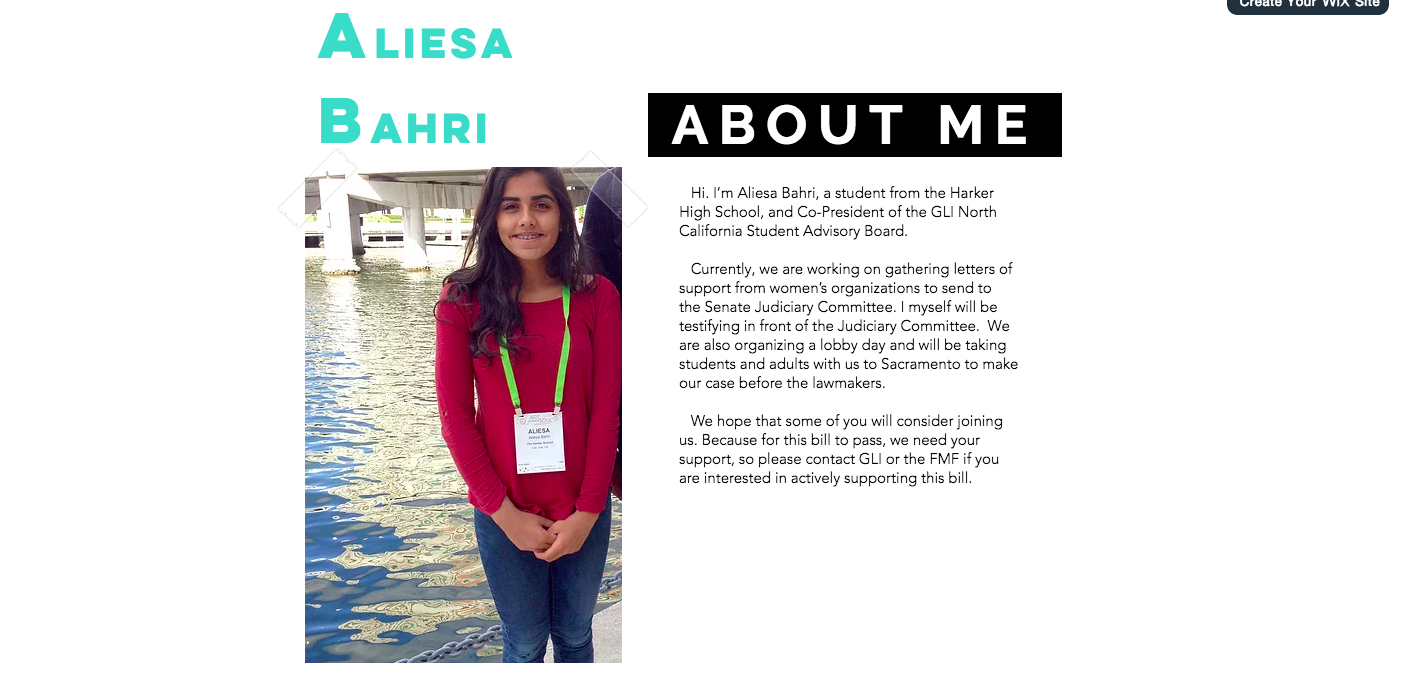 Create Your WiX Site
ALIESA
BAHRI
ABOUT ME
Hi. I’m Aliesa Bahri, a student from the Harker
High School, and Co-President of the GLI North
California Student Advisory Board.
Currently, we are working on gathering letters of
support from women’s organizations to send to
the Senate Judiciary Committee. I myself will be
testifying in front of the Judiciary Committee.  We
are also organizing a lobby day and will be taking
students and adults with us to Sacramento to make
our case before the lawmakers.
We hope that some of you will consider joining
us. Because for this bill to pass, we need your
support, so please contact GLI or the FMF if you
are interested in actively supporting this bill.
ALIESA
Aliesa Bahri
The Harker School